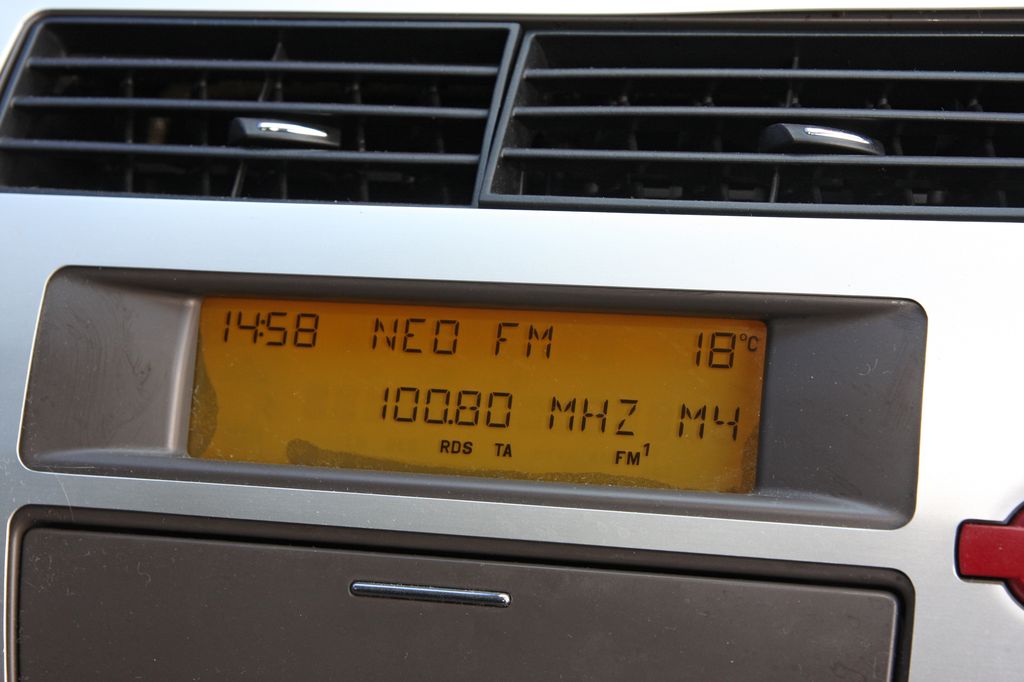 14:58 NEO FM 18°C
100.80 MHZ M4
RDS TA FM1